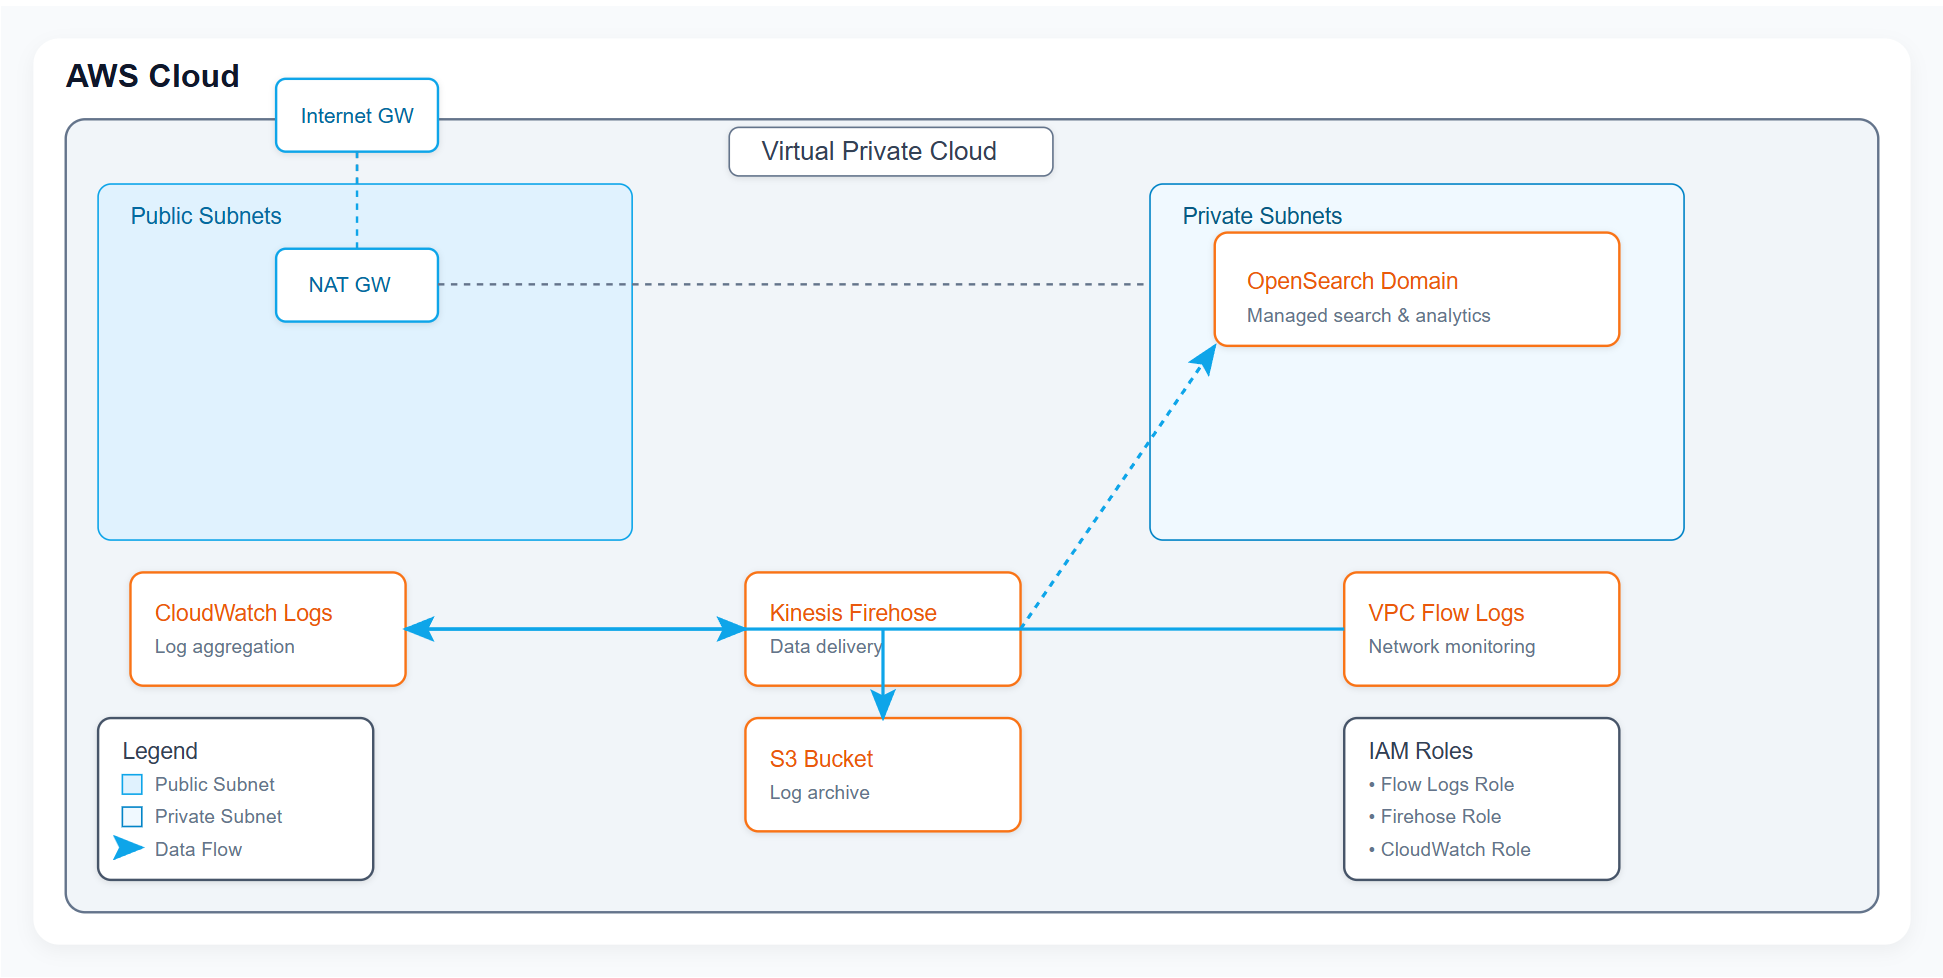 AWS Cloud
Internet GW
Virtual Private Cloud
Public Subnets
NAT GW
Private Subnets
OpenSearch Domain
Managed search & analytics
CloudWatch Logs
Log aggregation
Kinesis Firehose
Data delivery
VPC Flow Logs
Network monitoring
Legend
Public Subnet
Private Subnet
Data Flow
S3 Bucket
Log archive
IAM Roles
• Flow Logs Role
• Firehose Role
• CloudWatch Role